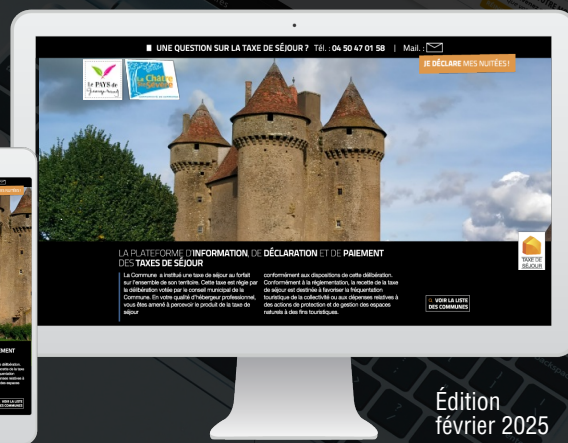 UNE QUESTION SUR LA TAXE DE SÉJOUR ? Tél. : 04 50 47 01 58 | Mail. :
JE DÉCLARE MES NUITÉES !
Le PAYS de
La Châtre
TAXE DE
SÉJOUR
LA PLATEFORME D'INFORMATION, DE DÉCLARATION ET DE PAIEMENT
DES TAXES DE SÉJOUR
La Commune a institué une taxe de séjour au forfait
sur l'ensemble de son territoire. Cette taxe est régie par
la délibération votée par le conseil municipal de la
Commune. En votre qualité d'hébergeur professionnel,
vous êtes amené à percevoir le produit de la taxe de
séjour
conformément aux dispositions de cette délibération.
Conformément à la réglementation, la recette de la taxe
de séjour est destinée à favoriser la fréquentation
touristique de la collectivité ou aux dépenses relatives à
des actions de protection et de gestion des espaces
naturels à des fins touristiques.
VOIR LA LISTE
DES COMMUNES
Édition
février 2025